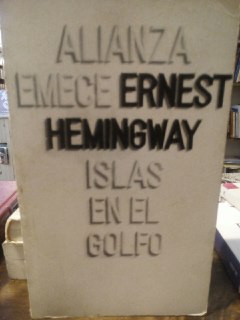 ALIANZA
EMECE ERNEST
HEMINGWAY
ISLAS
EN EL
GOLFO